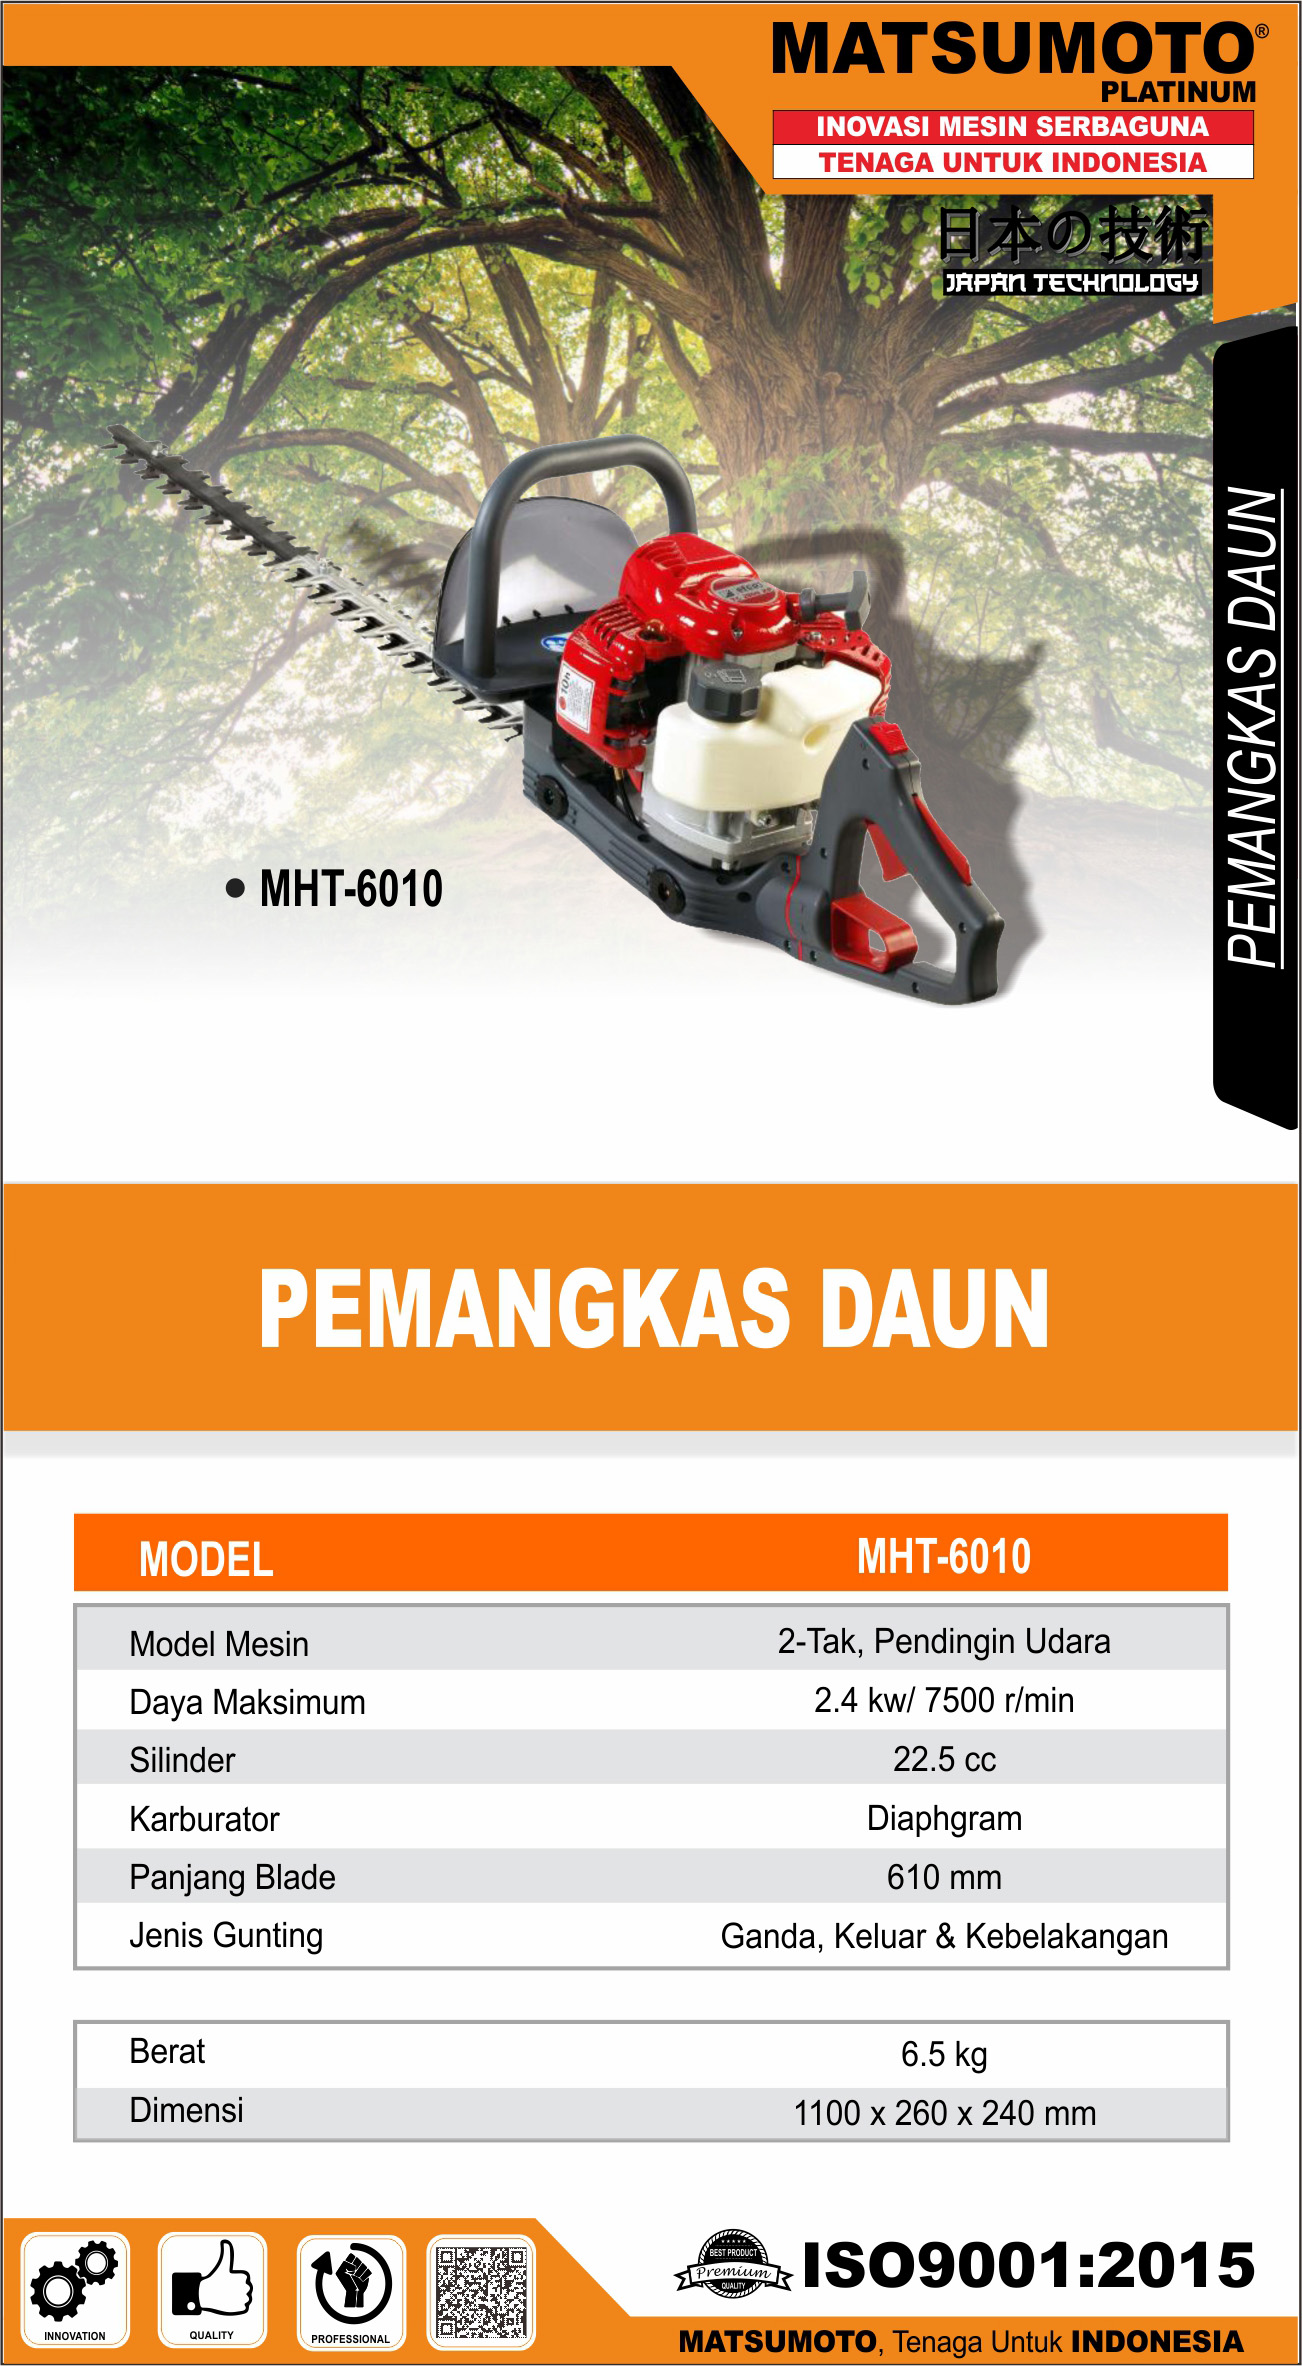 MATSUMOTO®
PLATINUM
INOVASI MESIN SERBAGUNA
TENAGA UNTUK INDONESIA
日本の技術
JAPAN TECHNOLOGY
PEMANGKAS DAUN
10h
• MHT-6010
PEMANGKAS DAUN
MODEL MHT-6010
Model Mesin 2-Tak, Pendingin Udara
Daya Maksimum 2.4 kw/ 7500 r/min
Silinder 22.5 cc
Karburator Diaphgram
Panjang Blade 610 mm
Jenis Gunting Ganda, Keluar & Kebelakangan
Berat 6.5 kg
Dimensi 1100 x 260 x 240 mm
INNOVATION
QUALITY
PROFESSIONAL
BEST PRODUCT
Premium
QUALITY
ISO9001:2015
MATSUMOTO, Tenaga Untuk INDONESIA